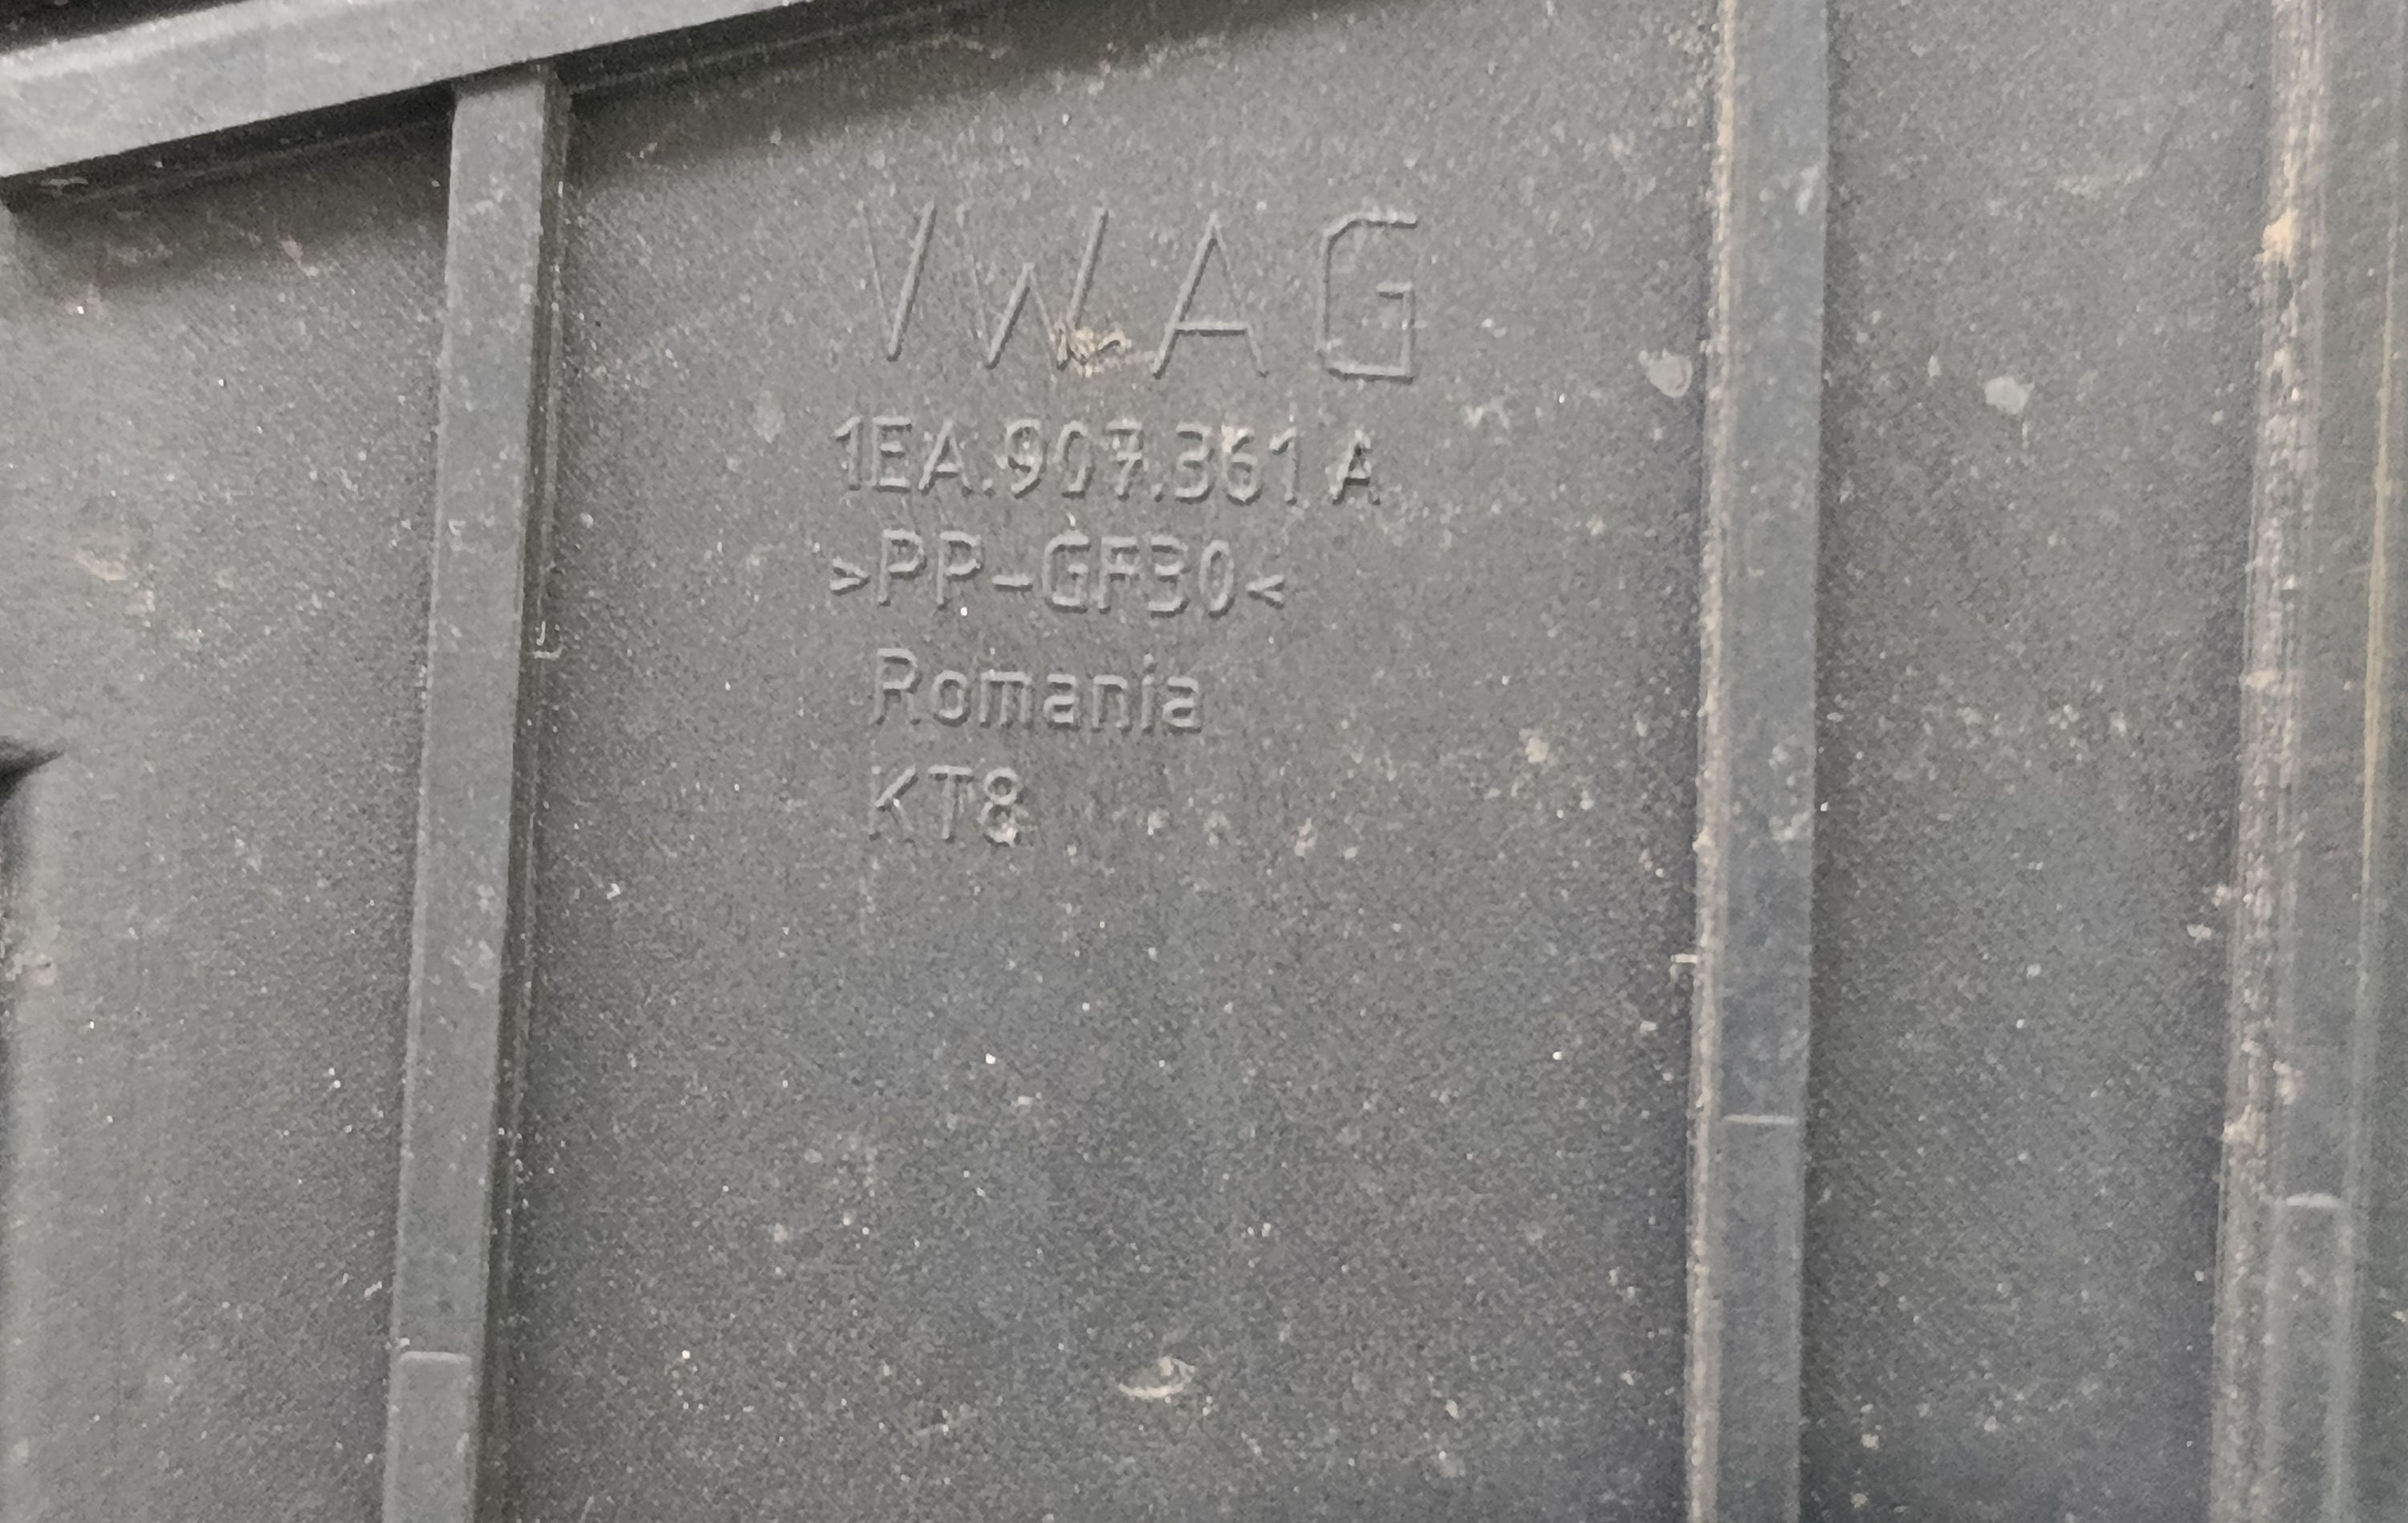 VWAG
1EA.907.361 A
>PP-GF30<
Romania
KT8